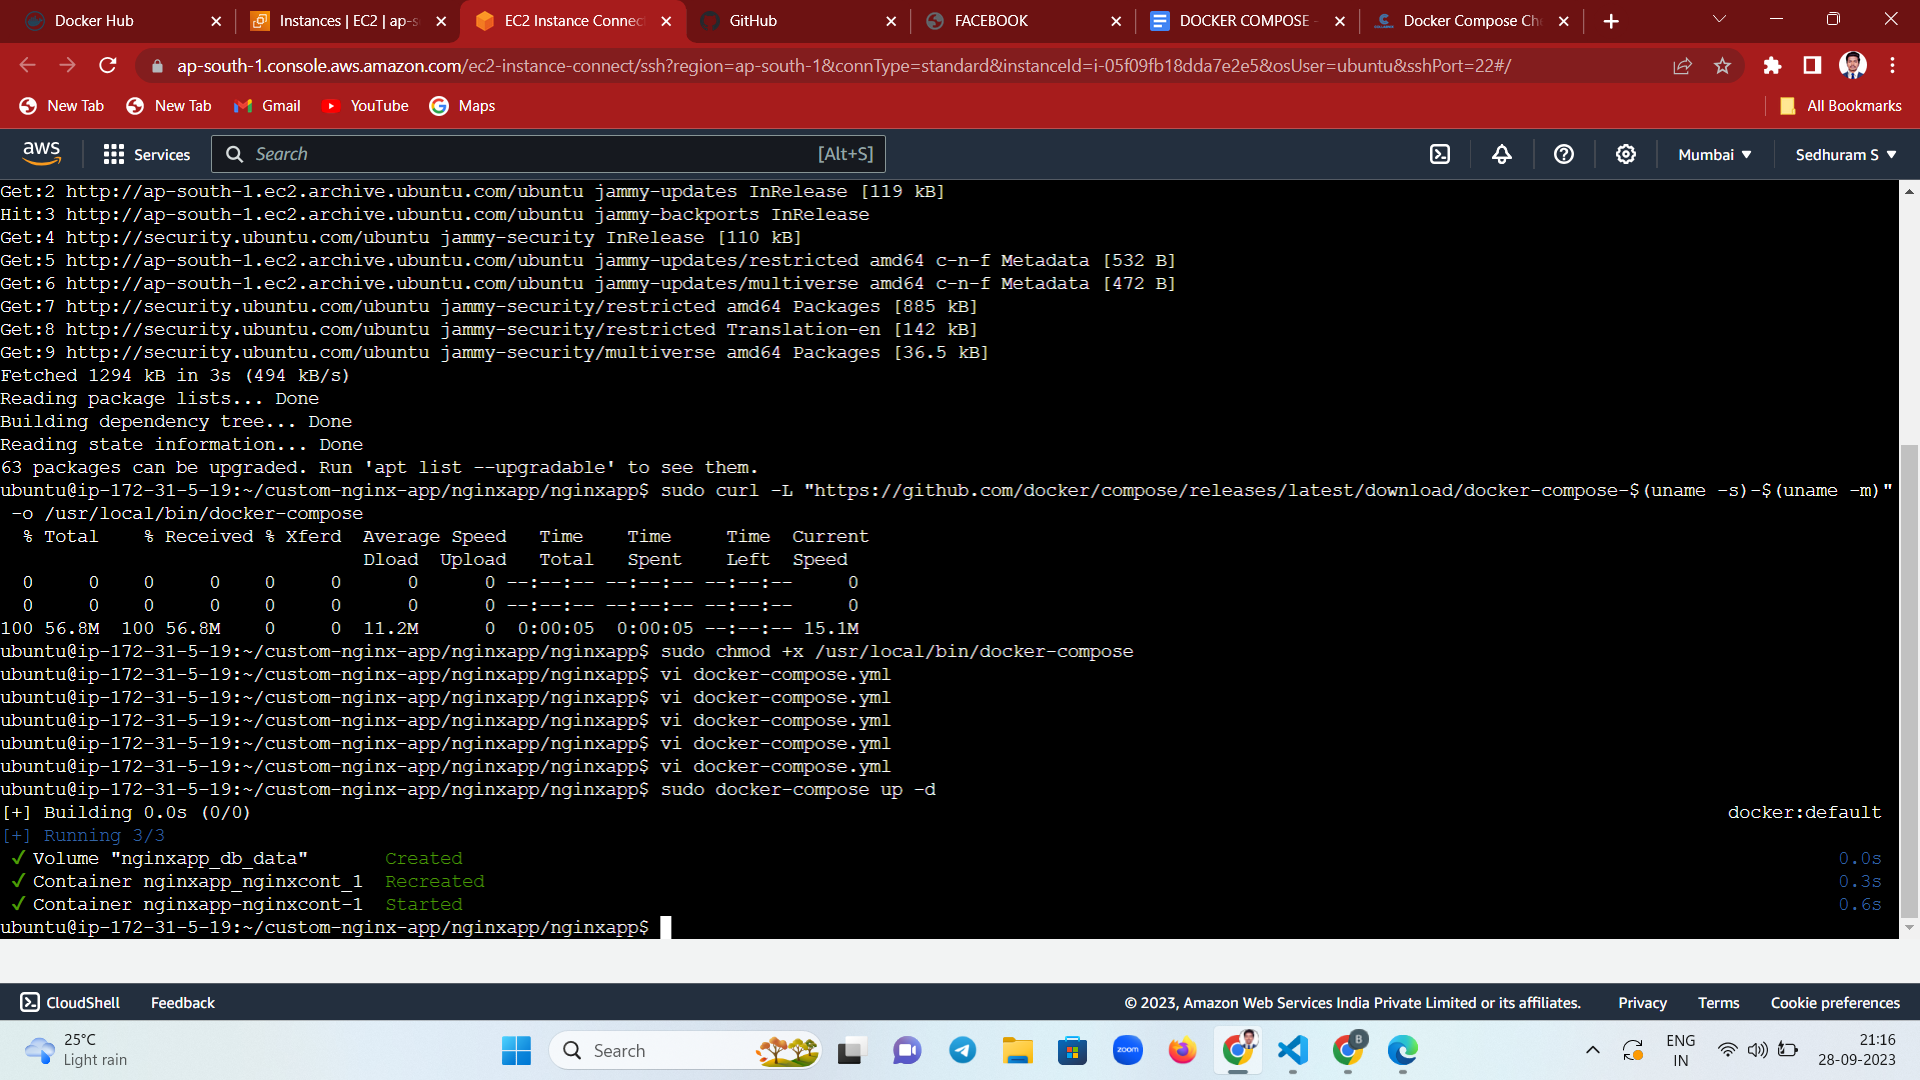 Docker Hub
Instances | EC2 | ap-s
EC2 Instance Connec
GitHub
FACEBOOK
DOCKER COMPOSE -
Docker Compose Che
ap-south-1.console.aws.amazon.com/ec2-instance-connect/ssh?region=ap-south-1&connType=standard&instanceId=i-05f09fb18dda7e2e5&osUser=ubuntu&sshPort=22#/
New Tab
New Tab
Gmail
YouTube
Maps
All Bookmarks
aws
Services
Search
[Alt+S]
Mumbai
Sedhuram S
Get:2 http://ap-south-1.ec2.archive.ubuntu.com/ubuntu jammy-updates InRelease [119 kB]
Hit:3 http://ap-south-1.ec2.archive.ubuntu.com/ubuntu jammy-backports InRelease
Get:4 http://security.ubuntu.com/ubuntu jammy-security InRelease [110 kB]
Get:5 http://ap-south-1.ec2.archive.ubuntu.com/ubuntu jammy-updates/restricted amd64 c-n-f Metadata [532 B]
Get:6 http://ap-south-1.ec2.archive.ubuntu.com/ubuntu jammy-updates/multiverse amd64 c-n-f Metadata [472 B]
Get:7 http://security.ubuntu.com/ubuntu jammy-security/restricted amd64 Packages [885 kB]
Get:8 http://security.ubuntu.com/ubuntu jammy-security/restricted Translation-en [142 kB]
Get:9 http://security.ubuntu.com/ubuntu jammy-security/multiverse amd64 Packages [36.5 kB]
Fetched 1294 kB in 3s (494 kB/s)
Reading package lists... Done
Building dependency tree... Done
Reading state information... Done
63 packages can be upgraded. Run 'apt list --upgradable' to see them.
ubuntu@ip-172-31-5-19:~/custom-nginx-app/nginxapp/nginxapp$ sudo curl -L "https://github.com/docker/compose/releases/latest/download/docker-compose-$(uname -s)-$(uname -m)"
-o /usr/local/bin/docker-compose
% Total % Received % Xferd Average Speed Time Time Time Current
Dload Upload Total Spent Left Speed
0 0 0 0 0 0 0 0 --:--:-- --:--:-- --:--:-- 0
0 0 0 0 0 0 0 0 --:--:-- --:--:-- --:--:-- 0
100 56.8M 100 56.8M 0 0 11.2M 0 0:00:05 0:00:05 --:--:-- 15.1M
ubuntu@ip-172-31-5-19:~/custom-nginx-app/nginxapp/nginxapp$ sudo chmod +x /usr/local/bin/docker-compose
ubuntu@ip-172-31-5-19:~/custom-nginx-app/nginxapp/nginxapp$ vi docker-compose.yml
ubuntu@ip-172-31-5-19:~/custom-nginx-app/nginxapp/nginxapp$ vi docker-compose.yml
ubuntu@ip-172-31-5-19:~/custom-nginx-app/nginxapp/nginxapp$ vi docker-compose.yml
ubuntu@ip-172-31-5-19:~/custom-nginx-app/nginxapp/nginxapp$ vi docker-compose.yml
ubuntu@ip-172-31-5-19:~/custom-nginx-app/nginxapp/nginxapp$ vi docker-compose.yml
ubuntu@ip-172-31-5-19:~/custom-nginx-app/nginxapp/nginxapp$ sudo docker-compose up -d
[+] Building 0.0s (0/0) docker:default
[+] Running 3/3
✓ Volume "nginxapp_db_data" Created 0.0s
✓ Container nginxapp_nginxcont_1 Recreated 0.3s
✓ Container nginxapp-nginxcont-1 Started 0.6s
ubuntu@ip-172-31-5-19:~/custom-nginx-app/nginxapp/nginxapp$
CloudShell
Feedback
© 2023, Amazon Web Services India Private Limited or its affiliates.
Privacy
Terms
Cookie preferences
25°C
Light rain
Search
zoom
B
ENG
IN
21:16
28-09-2023